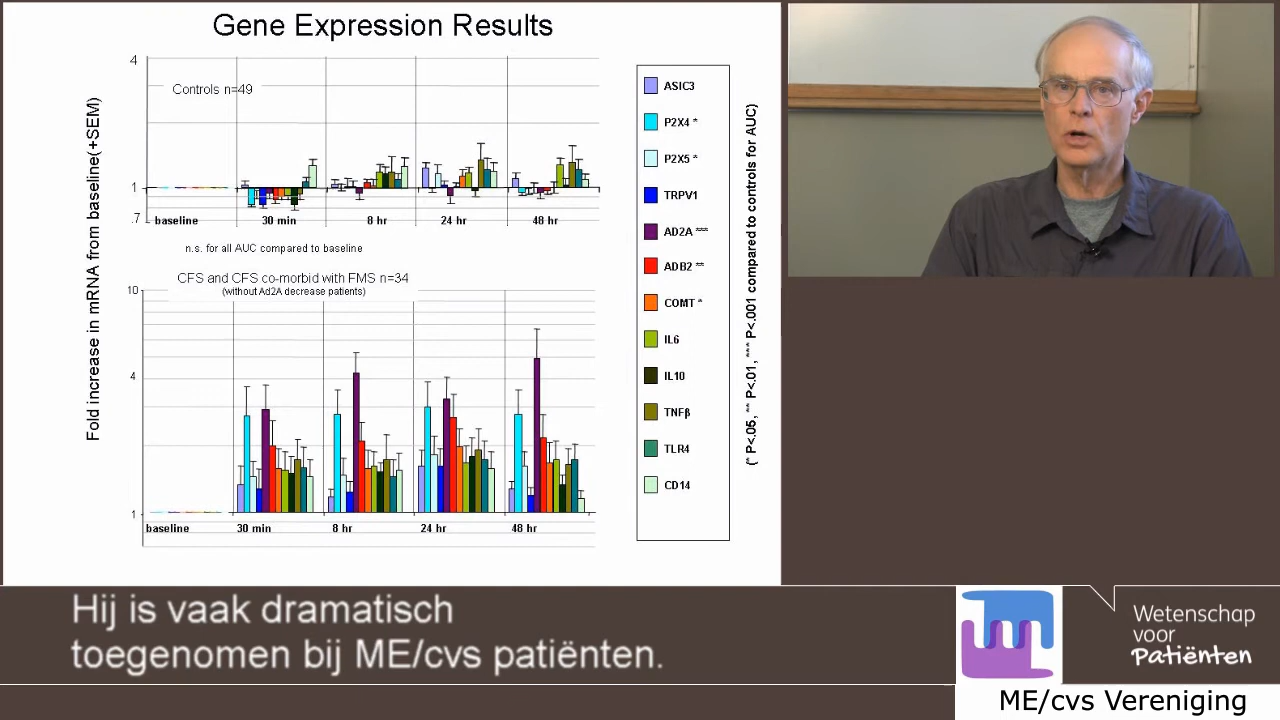 Gene Expression Results
Fold increase in mRNA from baseline(+SEM)
4
Controls n=49
1
.7
baseline
30 min
8 hr
24 hr
48 hr
n.s. for all AUC compared to baseline
CFS and CFS co-morbid with FMS n=34
(without Ad2A decrease patients)
10
4
1
baseline
30 min
8 hr
24 hr
48 hr
ASIC3
P2X4 *
P2X5 *
TRPV1
AD2A ***
ADB2 **
COMT *
IL6
IL10
TNFβ
TLR4
CD14
(* P<.05, ** P<.01, *** P<.001 compared to controls for AUC)
Hij is vaak dramatisch
toegenomen bij ME/cvs patiënten.
Wetenschap
voor
Patiënten
ME/cvs Vereniging